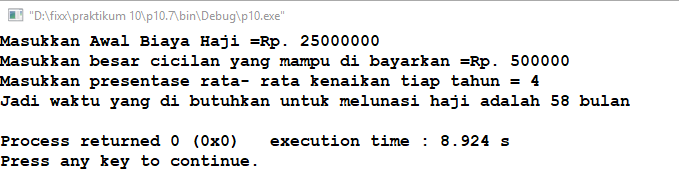 "D:\fixx\praktikum 10\p10.7\bin\Debug\p10.exe"
Masukkan Awal Biaya Haji =Rp. 25000000
Masukkan besar cicilan yang mampu di bayarkan =Rp. 500000
Masukkan presentase rata- rata kenaikan tiap tahun = 4
Jadi waktu yang di butuhkan untuk melunasi haji adalah 58 bulan
Process returned 0 (0x0)   execution time : 8.924 s
Press any key to continue.